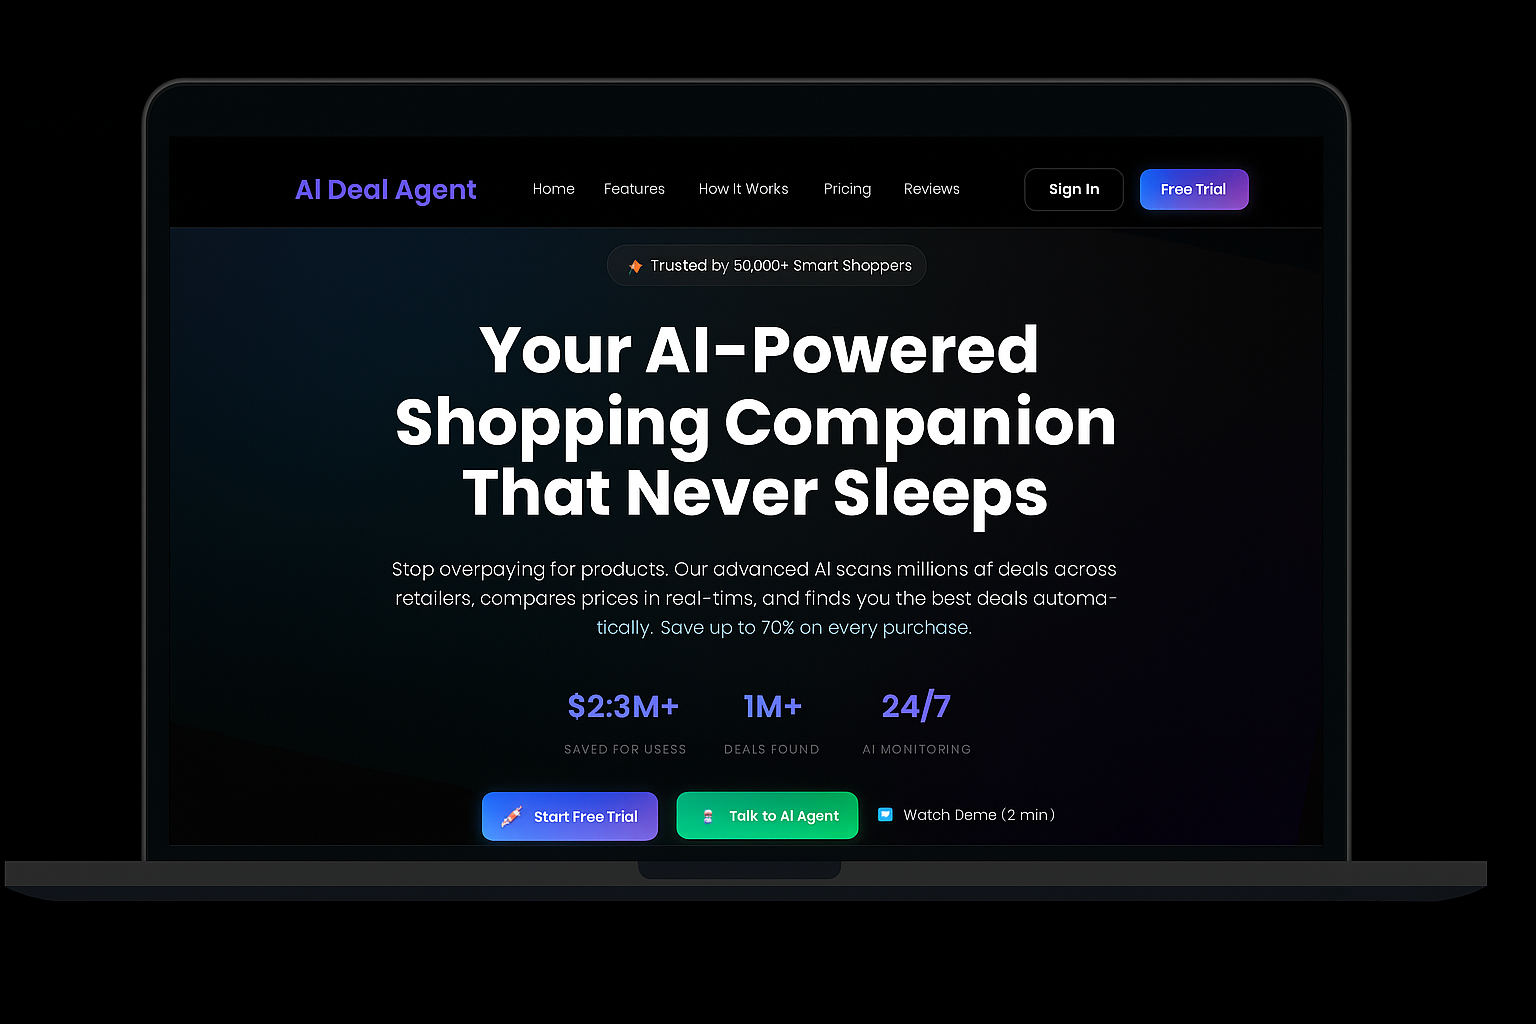 AI Deal Agent Home Features How It Works Pricing Reviews Sign In Free Trial
Trusted by 50,000+ Smart Shoppers
Your AI-Powered
Shopping Companion
That Never Sleeps
Stop overpaying for products. Our advanced AI scans millions af deals across
retailers, compares prices in real-tims, and finds you the best deals automa-
tically. Save up to 70% on every purchase.
$2:3M+ 1M+ 24/7
SAVED FOR USESS DEALS FOUND AI MONITORING
Start Free Trial Talk to AI Agent Watch Deme (2 min)